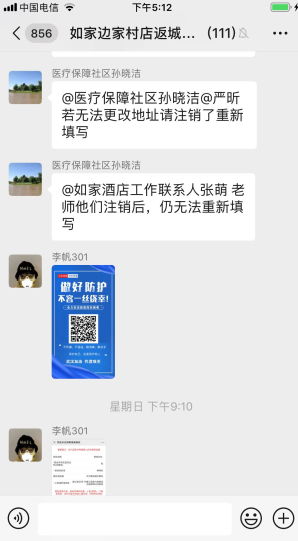 中国电信
下午5:12
856
如家边家村店返城... (111)
医疗保障社区孙晓洁
@医疗保障社区孙晓洁@严昕
若无法更改地址请注销了重新
填写
医疗保障社区孙晓洁
@如家酒店工作联系人张萌 老
师他们注销后，仍无法重新填
写
李帆301
做好防护
不容一丝侥幸!
星期日 下午9:10
李帆301